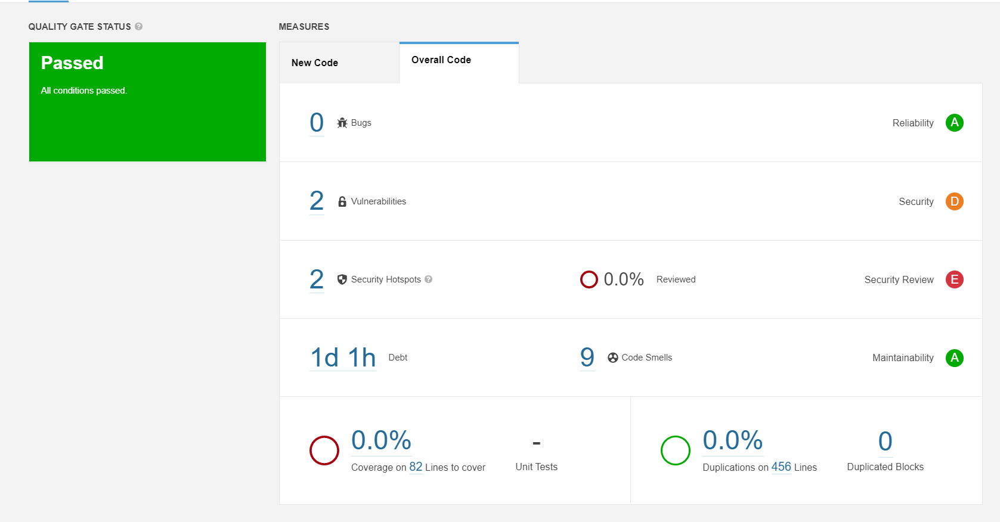 QUALITY GATE STATUS ?
MEASURES
Passed
All conditions passed.
New Code
Overall Code
0 Bugs
Reliability A
2 Vulnerabilities
Security D
2 Security Hotspots ?
0.0% Reviewed
Security Review E
1d 1h Debt
9 Code Smells
Maintainability A
0.0%
Coverage on 82 Lines to cover
-
Unit Tests
0.0%
Duplications on 456 Lines
0
Duplicated Blocks